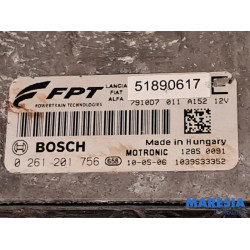 FPT
POWERTRAIN TECHNOLOGIES
LANCIA
FIAT
ALFA
51890617 E
7910D7 011 A152 12V
BOSCH
Made in Hungary
MOTRONIC 1285 0091
0 261 201 756 658 10-05-06 1039S33352
MARESIA